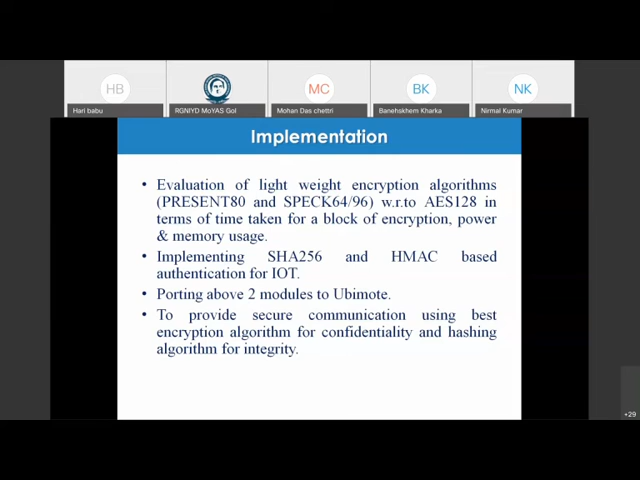 HB
MC
BK
NK
Hari babu
RGNIYD MoYAS GoI
Mohan Das chettri
Banehskhem Kharka
Nirmal Kumar
Implementation
• Evaluation of light weight encryption algorithms
(PRESENT80 and SPECK64/96) w.r.to AES128 in
terms of time taken for a block of encryption, power
& memory usage.
• Implementing SHA256 and HMAC based
authentication for IOT.
• Porting above 2 modules to Ubimote.
• To provide secure communication using best
encryption algorithm for confidentiality and hashing
algorithm for integrity.
+29